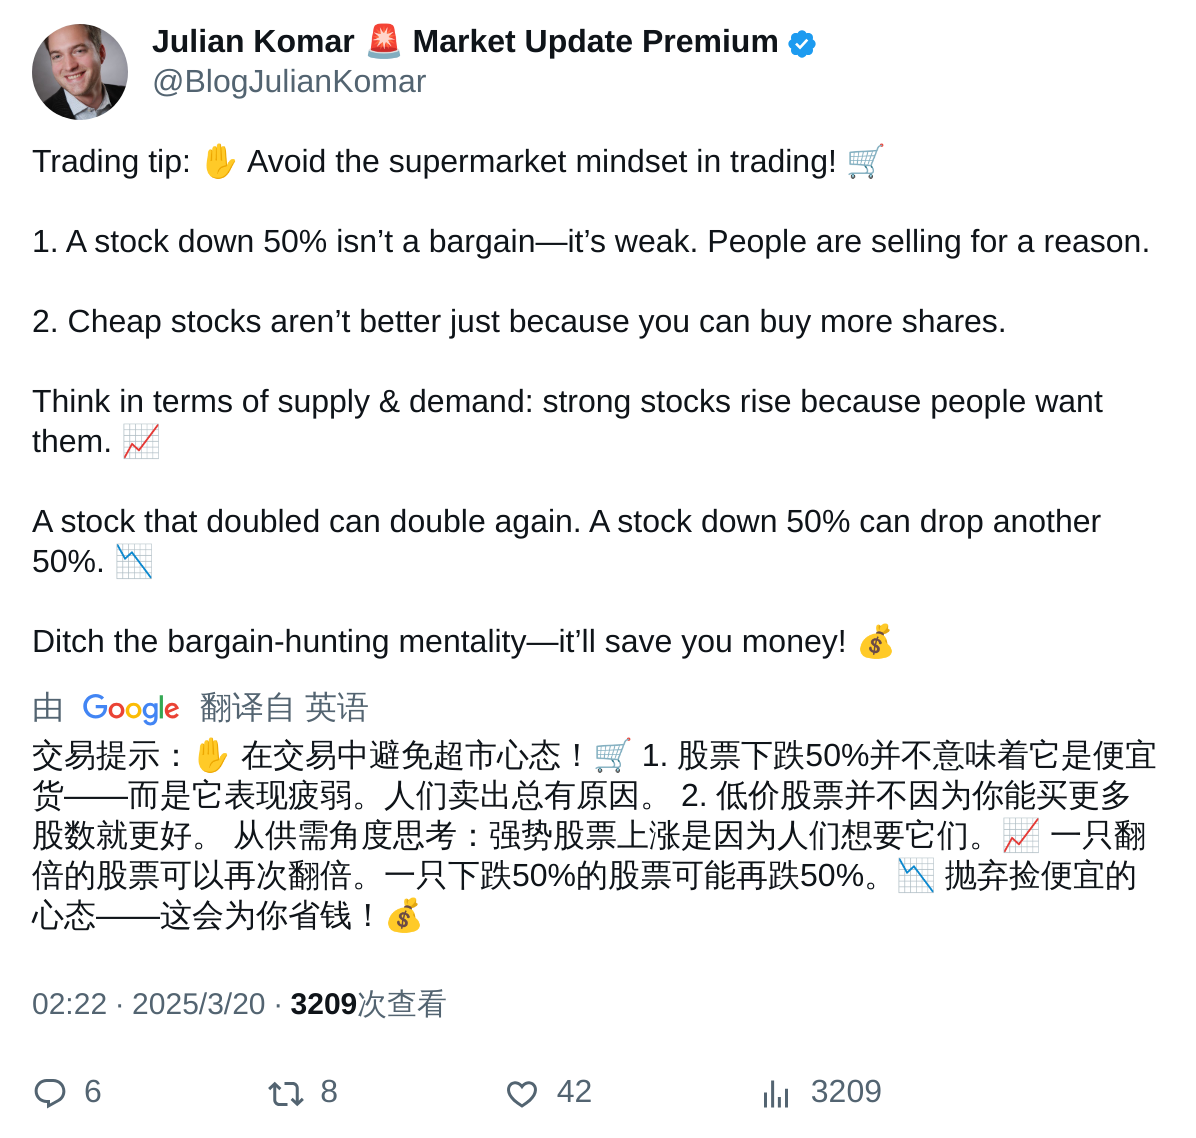 Julian Komar 🚨 Market Update Premium
@BlogJulianKomar
Trading tip: ✋ Avoid the supermarket mindset in trading! 🛒
1. A stock down 50% isn’t a bargain—it’s weak. People are selling for a reason.
2. Cheap stocks aren’t better just because you can buy more shares.
Think in terms of supply & demand: strong stocks rise because people want
them. 📈
A stock that doubled can double again. A stock down 50% can drop another
50%. 📉
Ditch the bargain-hunting mentality—it’ll save you money! 💰
由 Google 翻译自 英语
交易提示：✋ 在交易中避免超市心态！🛒 1. 股票下跌50%并不意味着它是便宜
货——而是它表现疲弱。人们卖出总有原因。 2. 低价股票并不因为你能买更多
股数就更好。 从供需角度思考：强势股票上涨是因为人们想要它们。📈 一只翻
倍的股票可以再次翻倍。一只下跌50%的股票可能再跌50%。📉 抛弃捡便宜的
心态——这会为你省钱！💰
02:22 · 2025/3/20 · 3209次查看
6 8 42 3209